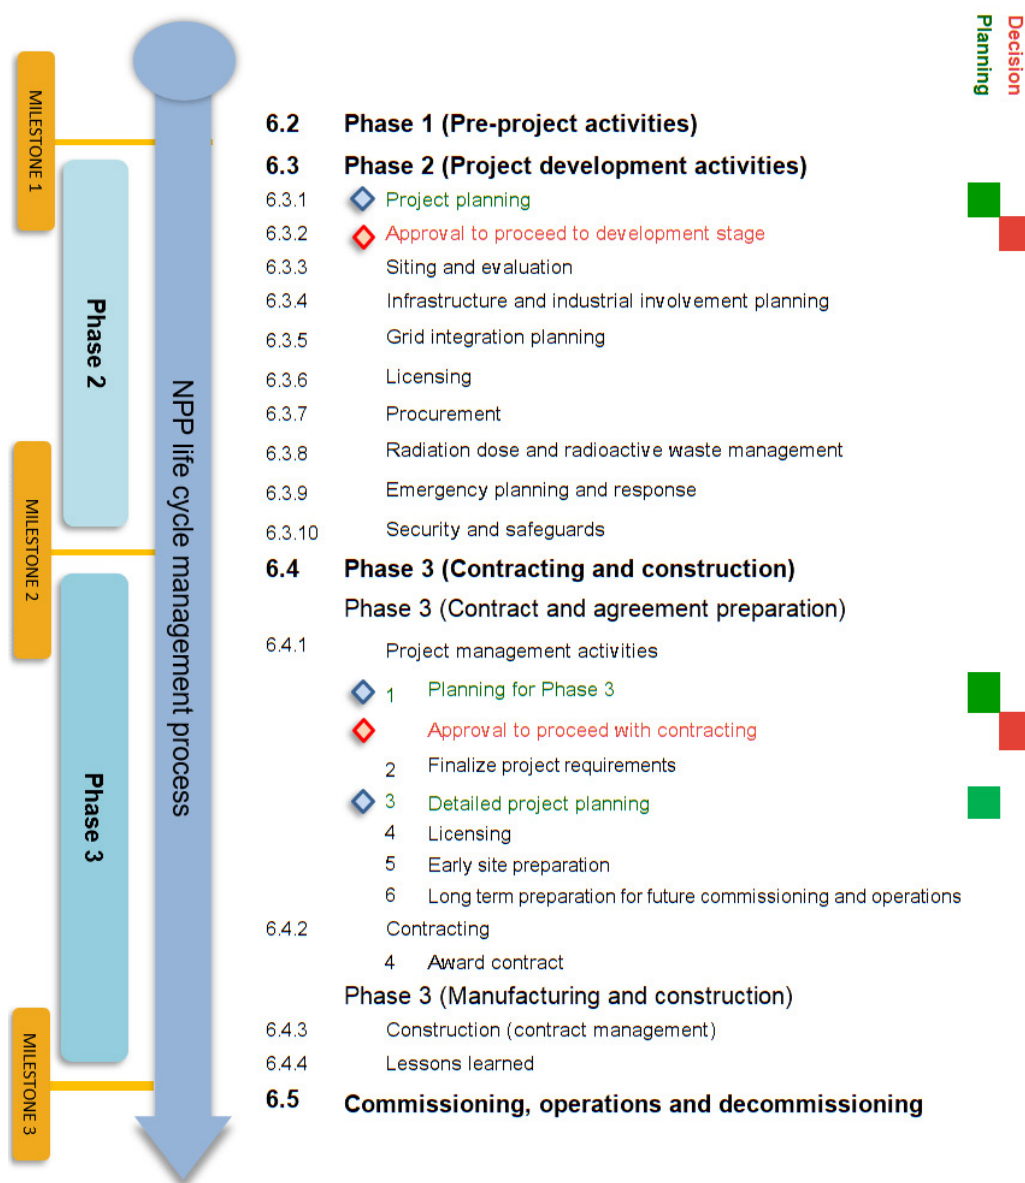 Decision
Planning
MILESTONE 1
Phase 2
MILESTONE 2
Phase 3
MILESTONE 3
NPP life cycle management process
6.2 Phase 1 (Pre-project activities)
6.3 Phase 2 (Project development activities)
6.3.1 Project planning
6.3.2 Approval to proceed to development stage
6.3.3 Siting and evaluation
6.3.4 Infrastructure and industrial involvement planning
6.3.5 Grid integration planning
6.3.6 Licensing
6.3.7 Procurement
6.3.8 Radiation dose and radioactive waste management
6.3.9 Emergency planning and response
6.3.10 Security and safeguards
6.4 Phase 3 (Contracting and construction)
Phase 3 (Contract and agreement preparation)
6.4.1 Project management activities
1 Planning for Phase 3
Approval to proceed with contracting
2 Finalize project requirements
3 Detailed project planning
4 Licensing
5 Early site preparation
6 Long term preparation for future commissioning and operations
6.4.2 Contracting
4 Award contract
Phase 3 (Manufacturing and construction)
6.4.3 Construction (contract management)
6.4.4 Lessons learned
6.5 Commissioning, operations and decommissioning